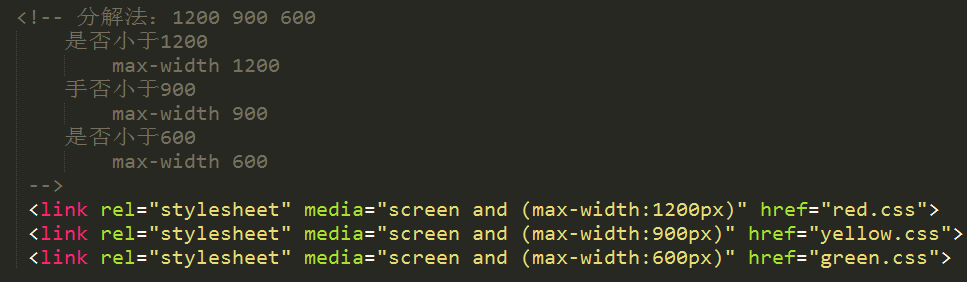 <!-- 分解法：1200 900 600
是否小于1200
max-width 1200
手否小于900
max-width 900
是否小于600
max-width 600
-->
<link rel="stylesheet" media="screen and (max-width:1200px)" href="red.css">
<link rel="stylesheet" media="screen and (max-width:900px)" href="yellow.css">
<link rel="stylesheet" media="screen and (max-width:600px)" href="green.css">